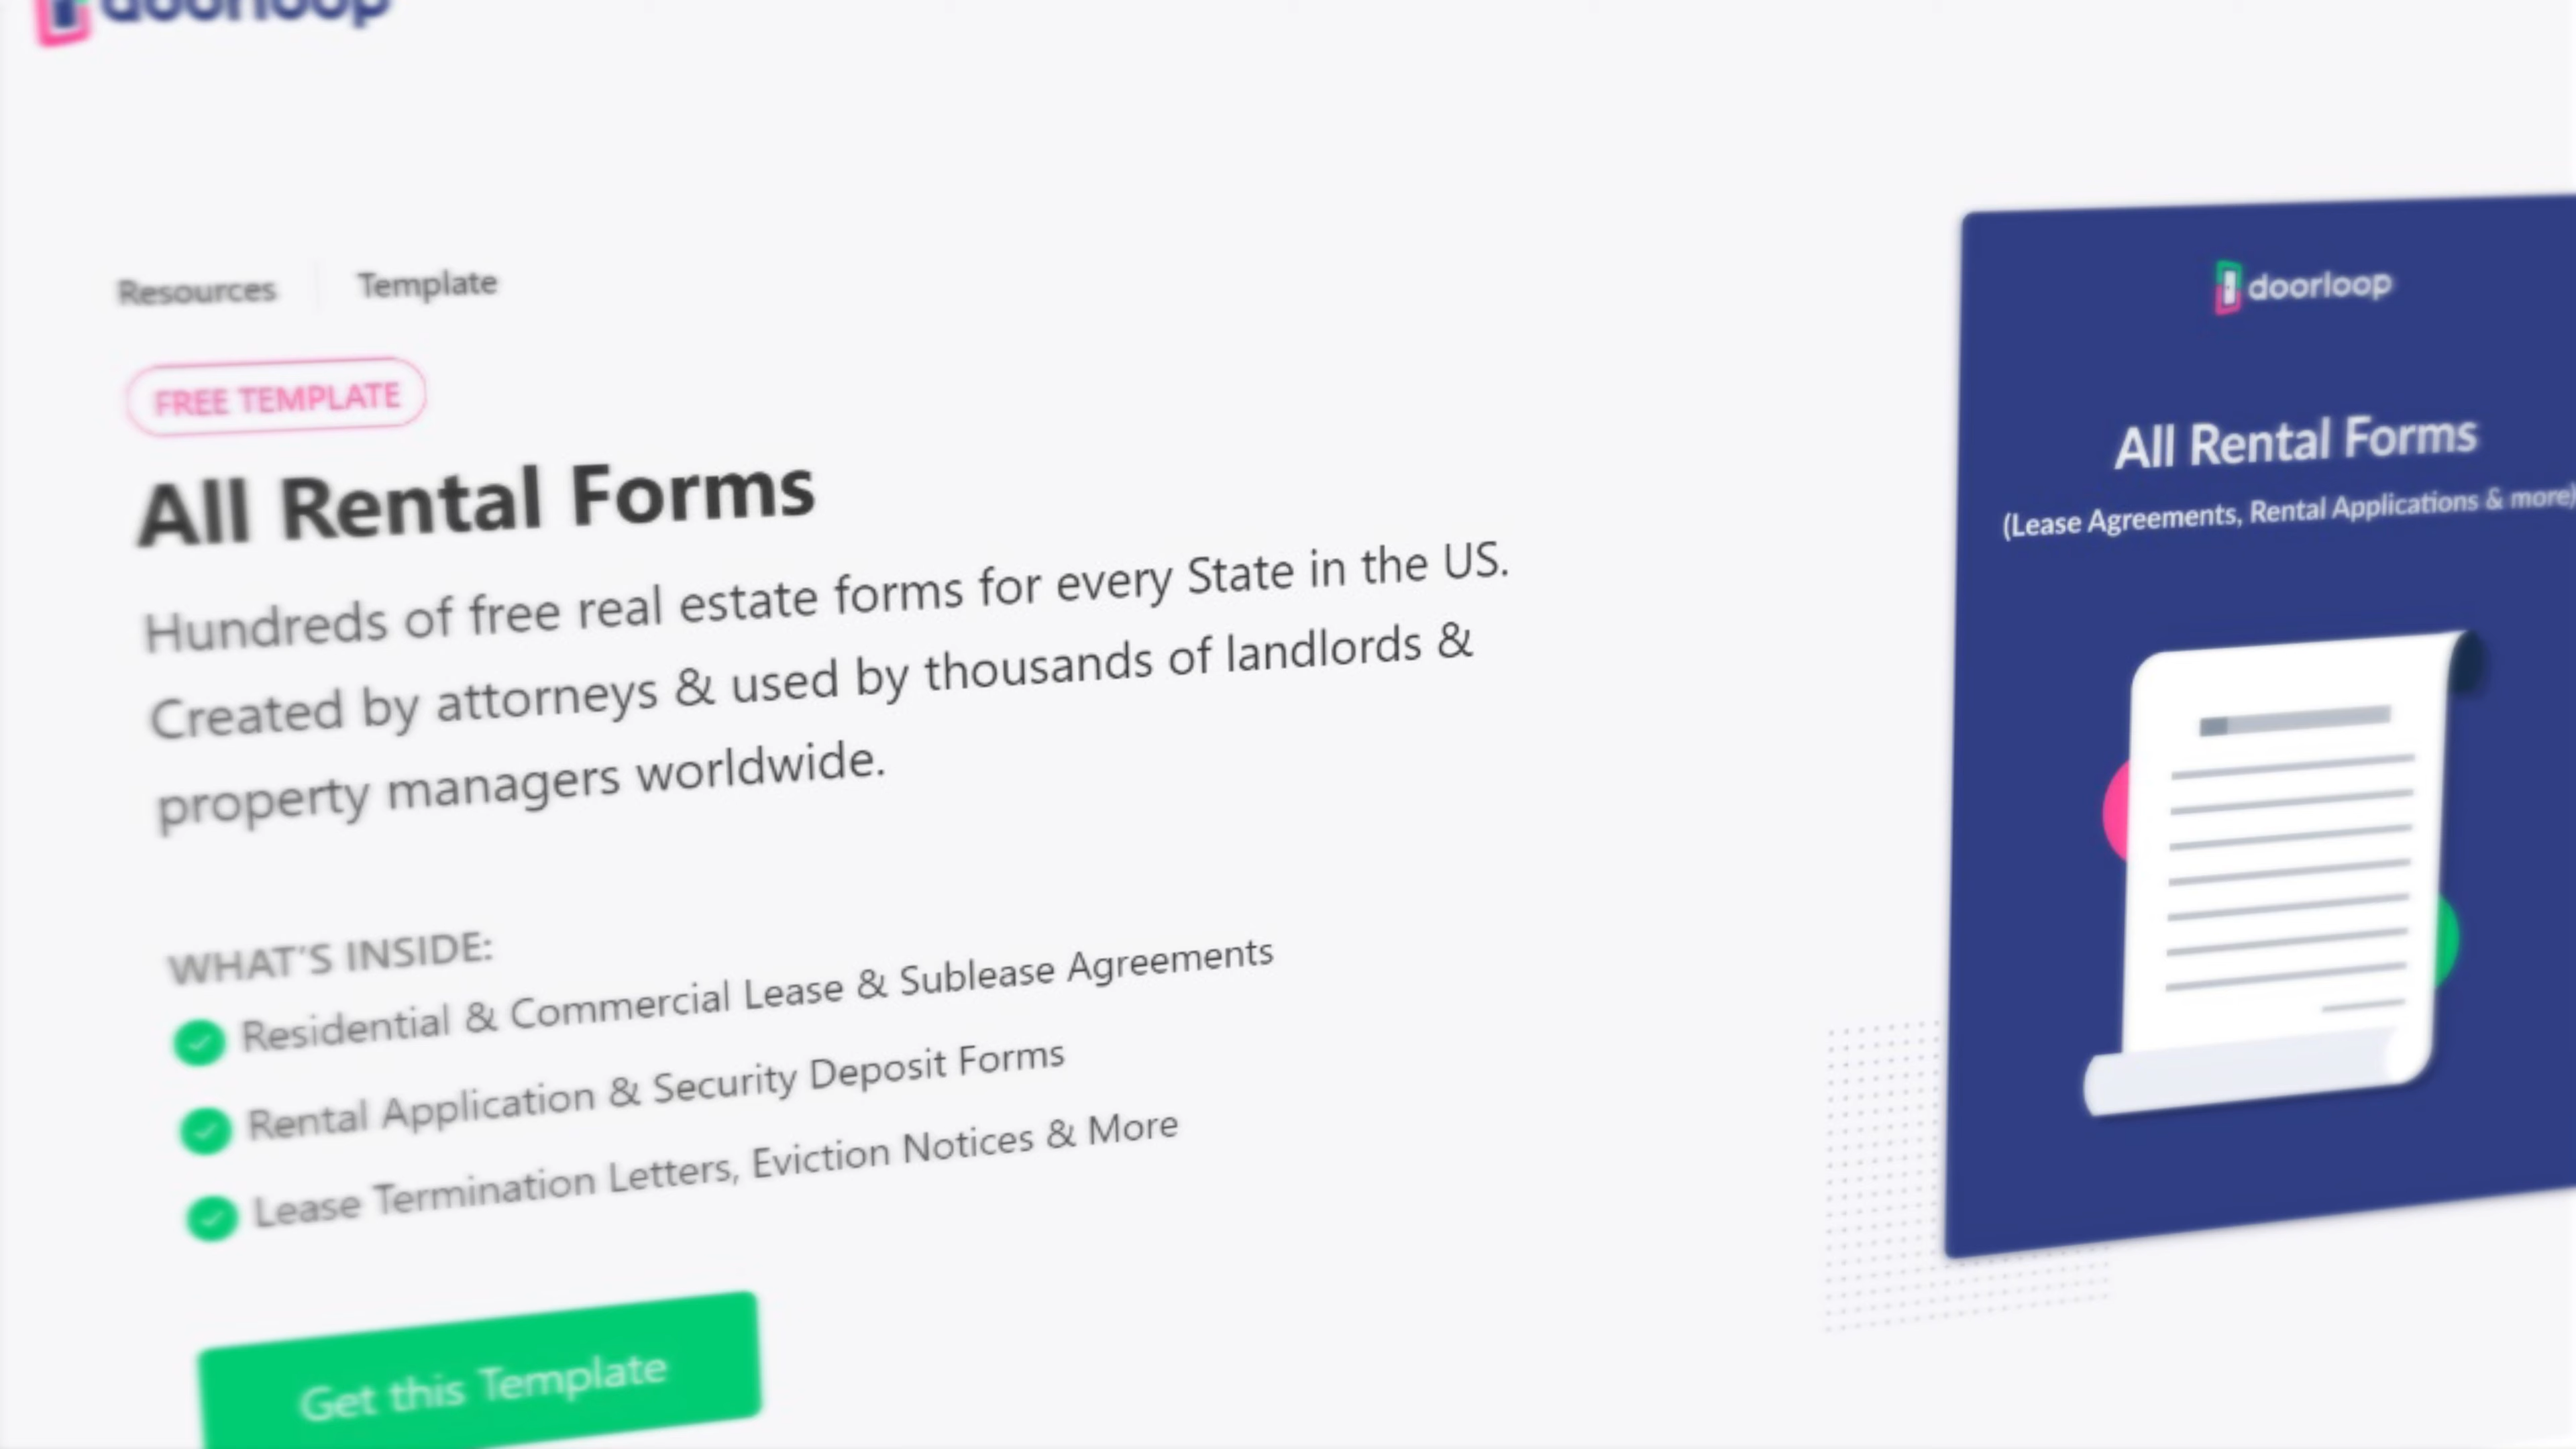 doorloop
Resources
Template
FREE TEMPLATE
All Rental Forms
Hundreds of free real estate forms for every State in the US.
Created by attorneys & used by thousands of landlords &
property managers worldwide.
WHAT'S INSIDE:
Residential & Commercial Lease & Sublease Agreements
Rental Application & Security Deposit Forms
Lease Termination Letters, Eviction Notices & More
Get this Template
doorloop
All Rental Forms
(Lease Agreements, Rental Applications & more)